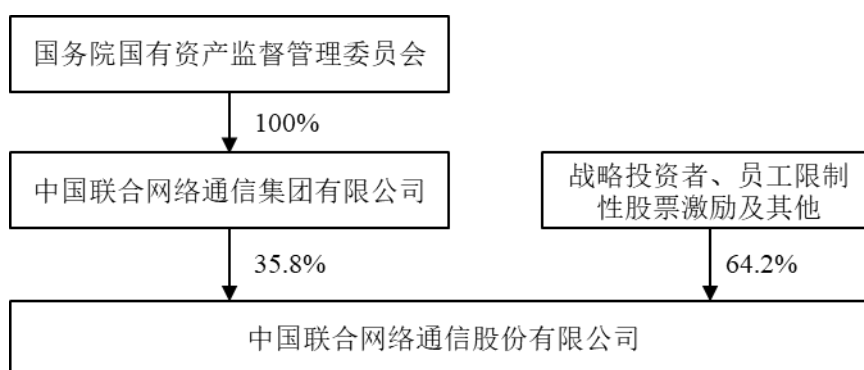 国务院国有资产监督管理委员会
100%
中国联合网络通信集团有限公司
战略投资者、员工限制
性股票激励及其他
35.8%
64.2%
中国联合网络通信股份有限公司